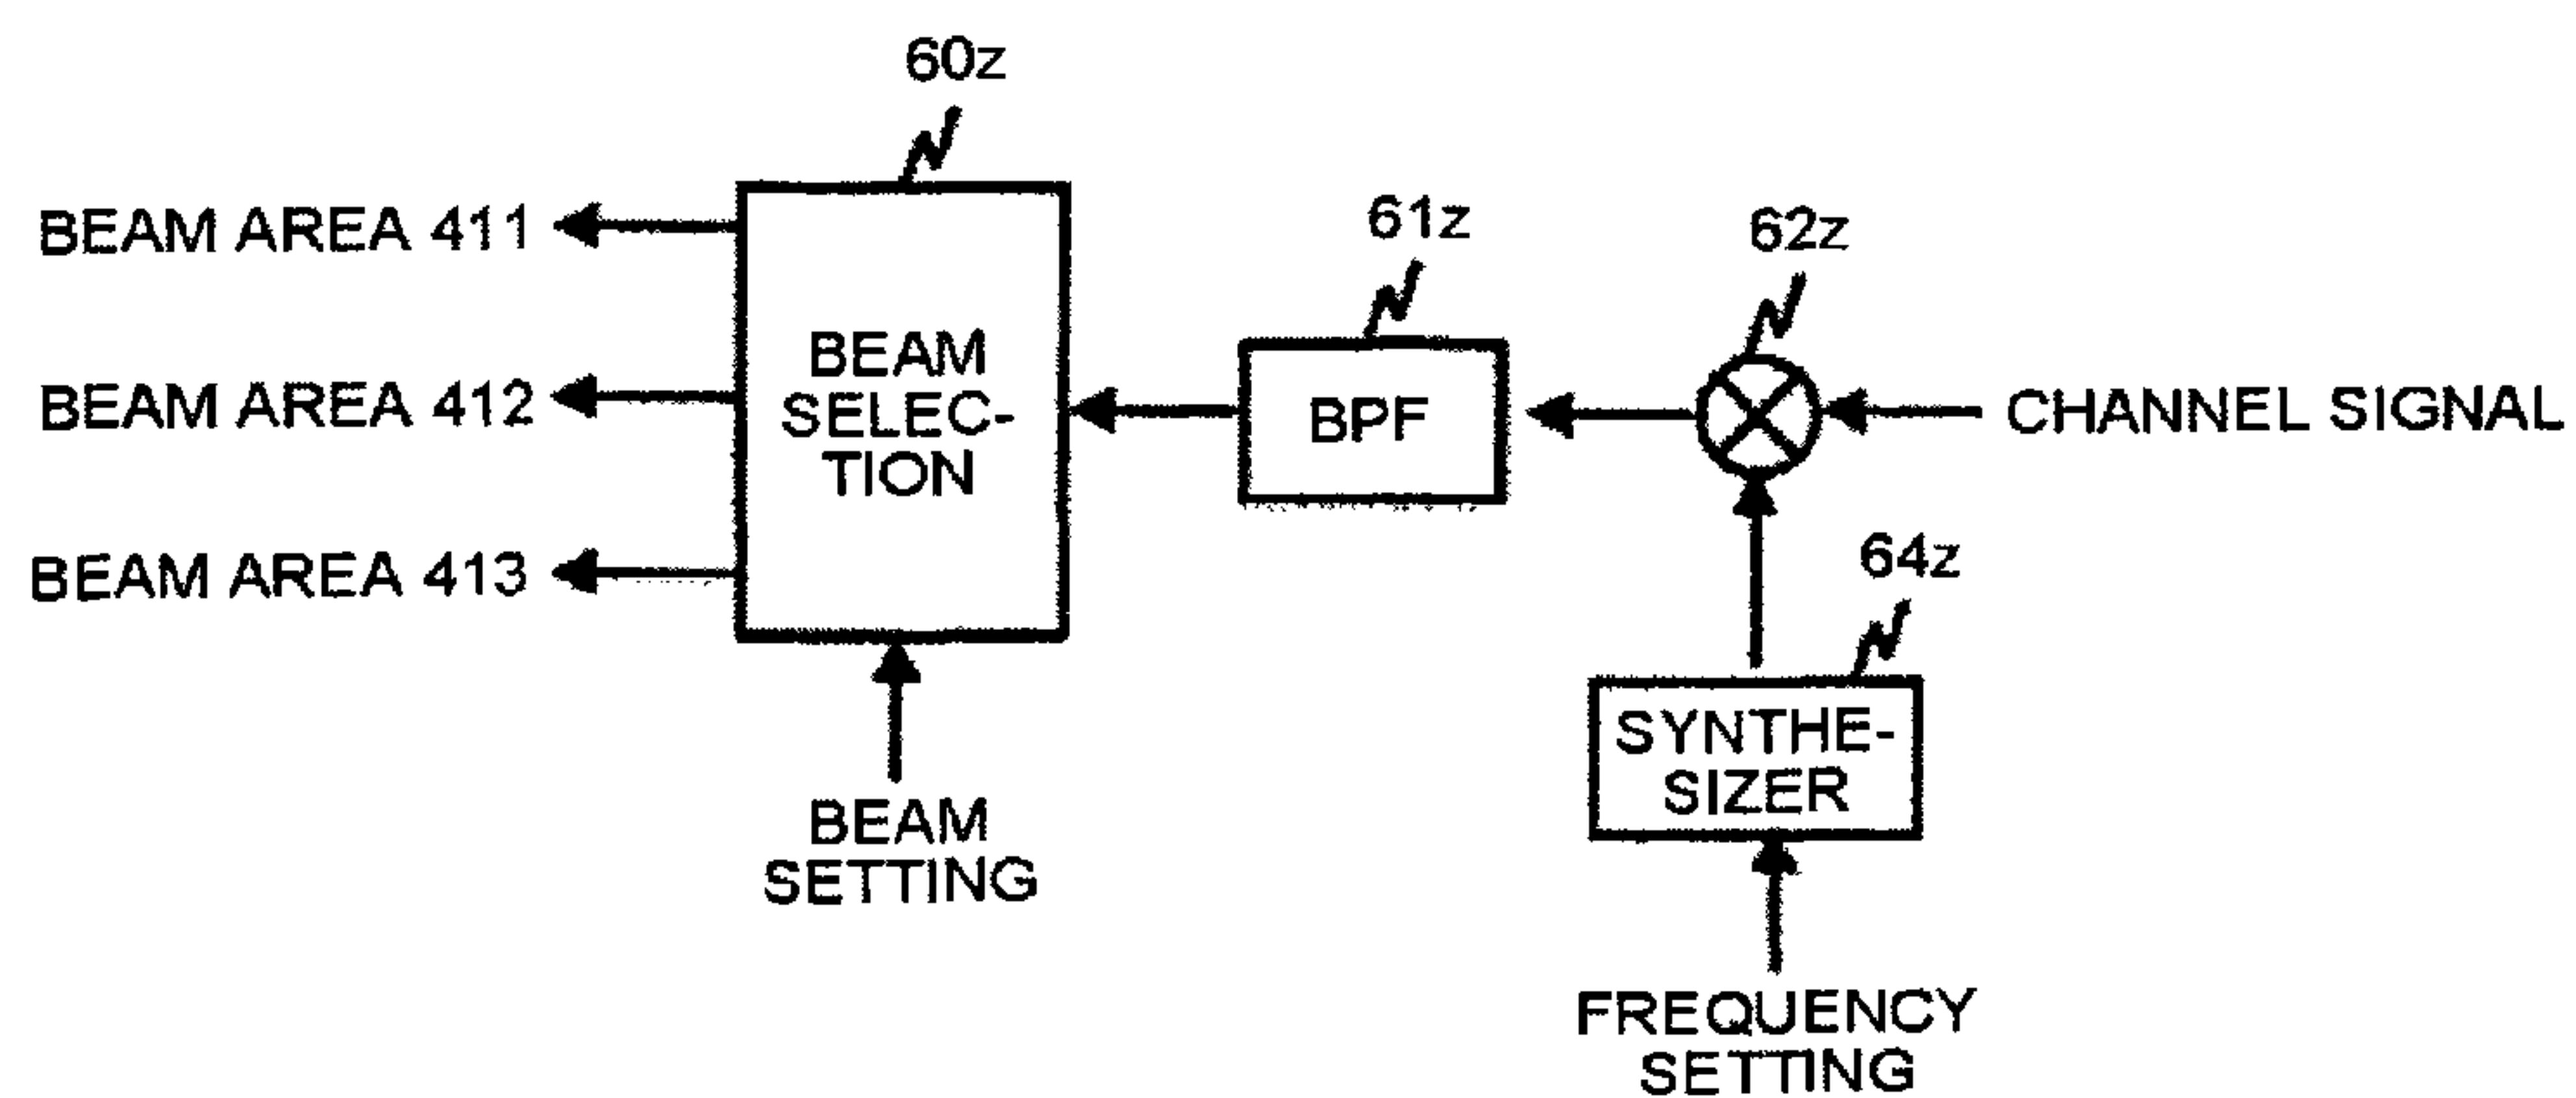 60z
61z
62z
BEAM AREA 411
BEAM AREA 412
BEAM AREA 413
BEAM
SELEC-
TION
BPF
CHANNEL SIGNAL
64z
SYNTHE-
SIZER
BEAM
SETTING
FREQUENCY
SETTING